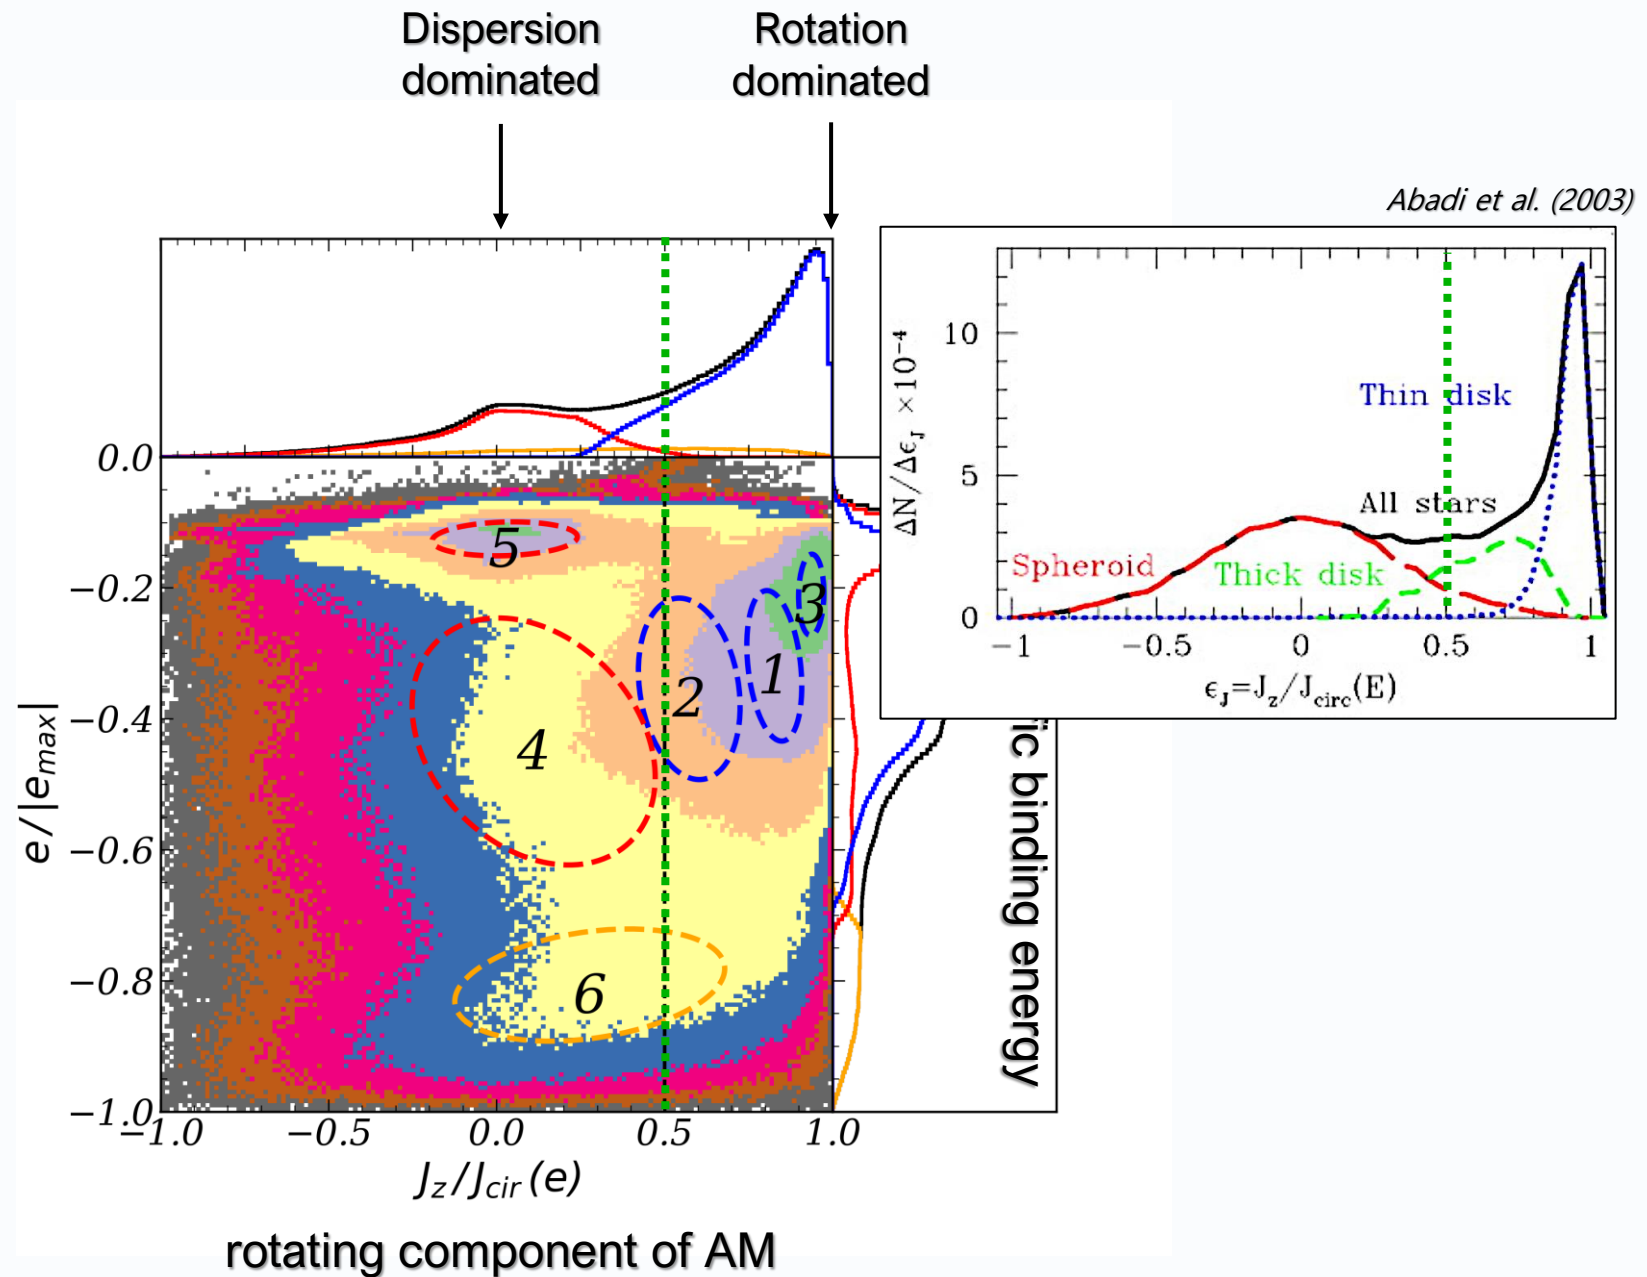 Dispersion
dominated
Rotation
dominated
Abadi et al. (2003)
10
5
0
ΔN/Δϵ_J ×10⁻⁴
Thin disk
All stars
Spheroid
Thick disk
−1
−0.5
0
0.5
1
ϵ_J=J_z/J_circ(E)
0.0
−0.2
−0.4
−0.6
−0.8
−1.0
e/|e_max|
5
3
1
2
4
6
ic binding energy
−1.0
−0.5
0.0
0.5
1.0
J_z/J_cir(e)
rotating component of AM